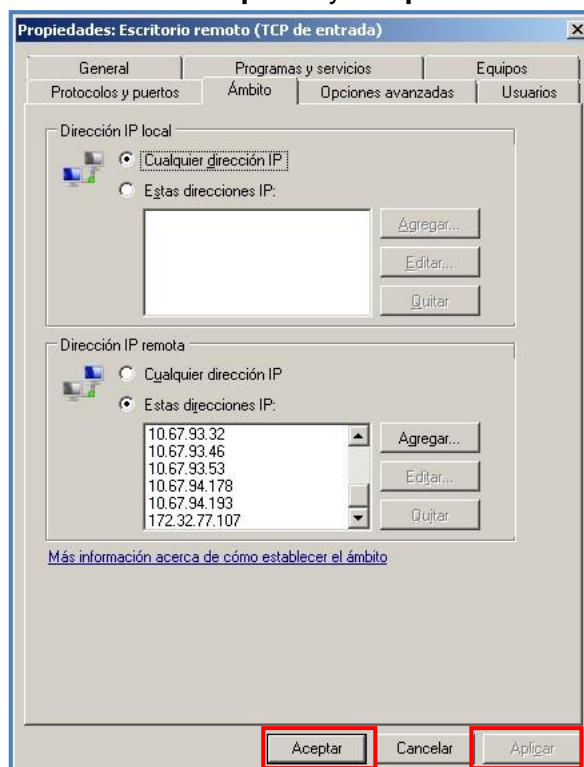 Propiedades: Escritorio remoto (TCP de entrada)
General Programas y servicios Equipos
Protocolos y puertos Ámbito Opciones avanzadas Usuarios
Dirección IP local
Cualquier dirección IP
Estas direcciones IP:
Agregar...
Editar...
Quitar
Dirección IP remota
Cualquier dirección IP
Estas direcciones IP:
10.67.93.32
10.67.93.46
10.67.93.53
10.67.94.178
10.67.94.193
172.32.77.107
Agregar...
Editar...
Quitar
Más información acerca de cómo establecer el ámbito
Aceptar Cancelar Aplicar